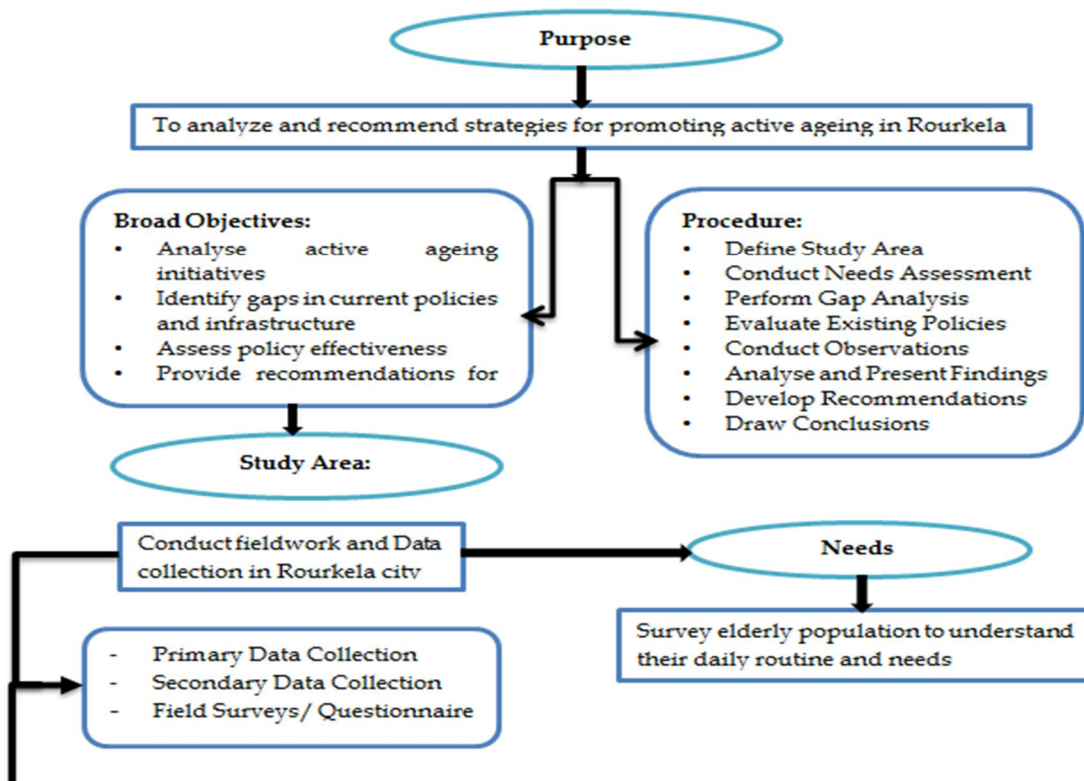 Purpose
To analyze and recommend strategies for promoting active ageing in Rourkela
Broad Objectives:
• Analyse active ageing
initiatives
• Identify gaps in current policies
and infrastructure
• Assess policy effectiveness
• Provide recommendations for
Procedure:
• Define Study Area
• Conduct Needs Assessment
• Perform Gap Analysis
• Evaluate Existing Policies
• Conduct Observations
• Analyse and Present Findings
• Develop Recommendations
• Draw Conclusions
Study Area:
Conduct fieldwork and Data
collection in Rourkela city
Needs
Survey elderly population to understand
their daily routine and needs
- Primary Data Collection
- Secondary Data Collection
- Field Surveys/ Questionnaire